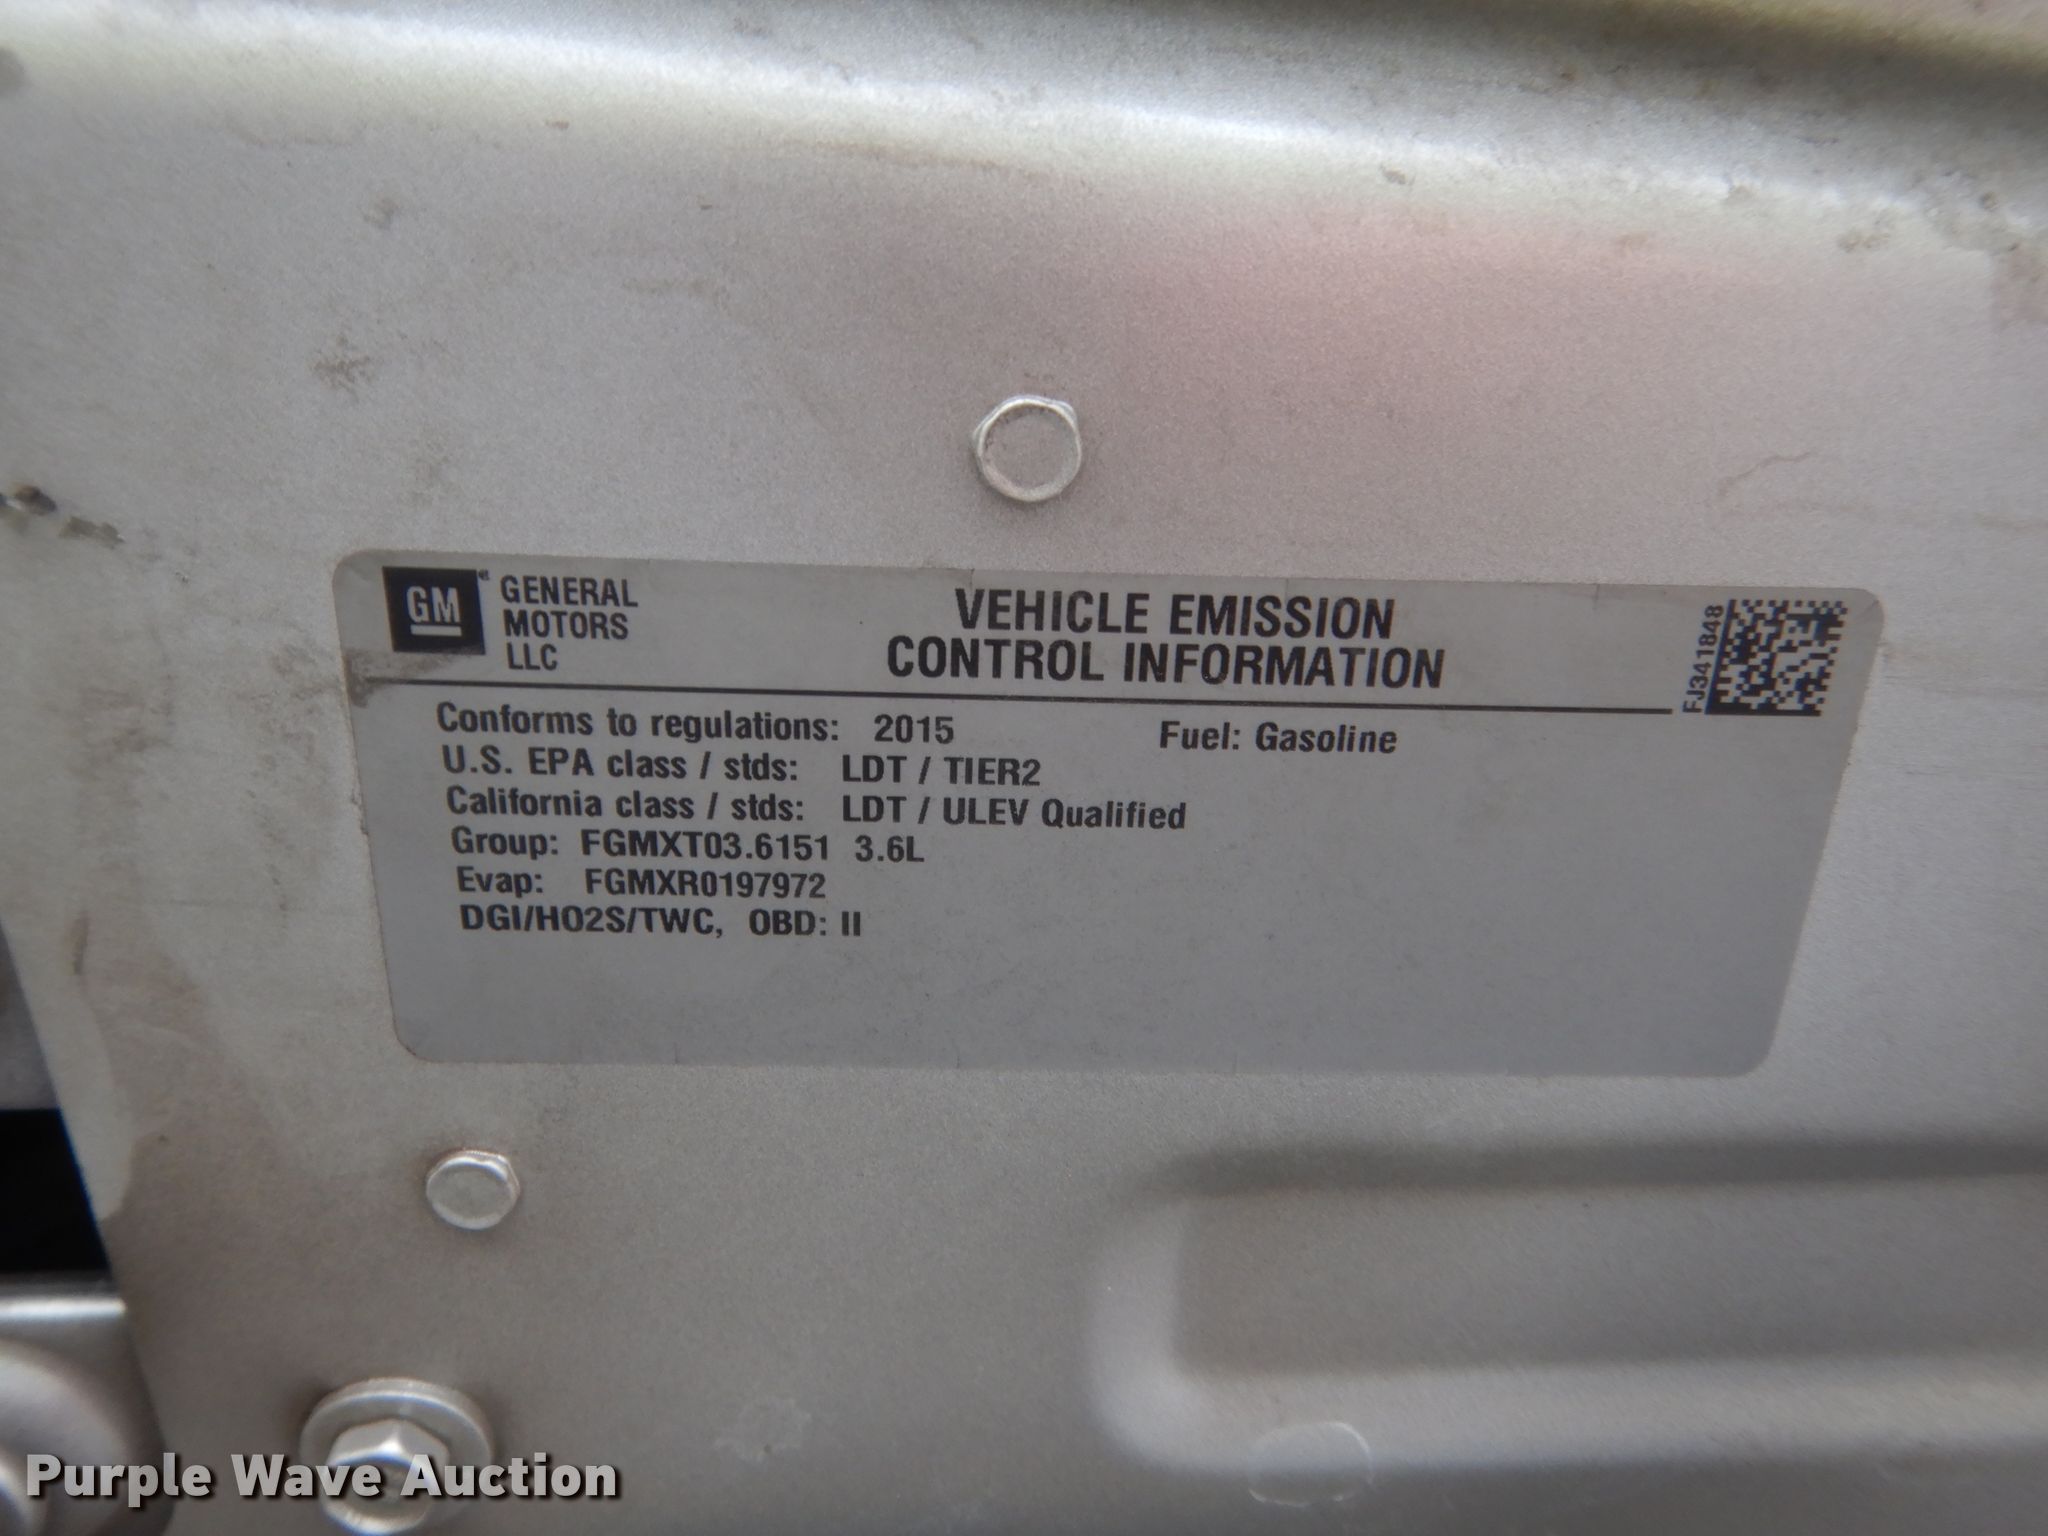 GM
GENERAL
MOTORS
LLC
VEHICLE EMISSION
CONTROL INFORMATION
FJ341848
Conforms to regulations: 2015 Fuel: Gasoline
U.S. EPA class / stds: LDT / TIER2
California class / stds: LDT / ULEV Qualified
Group: FGMXT03.6151 3.6L
Evap: FGMXR0197972
DGI/HO2S/TWC, OBD: II
Purple Wave Auction